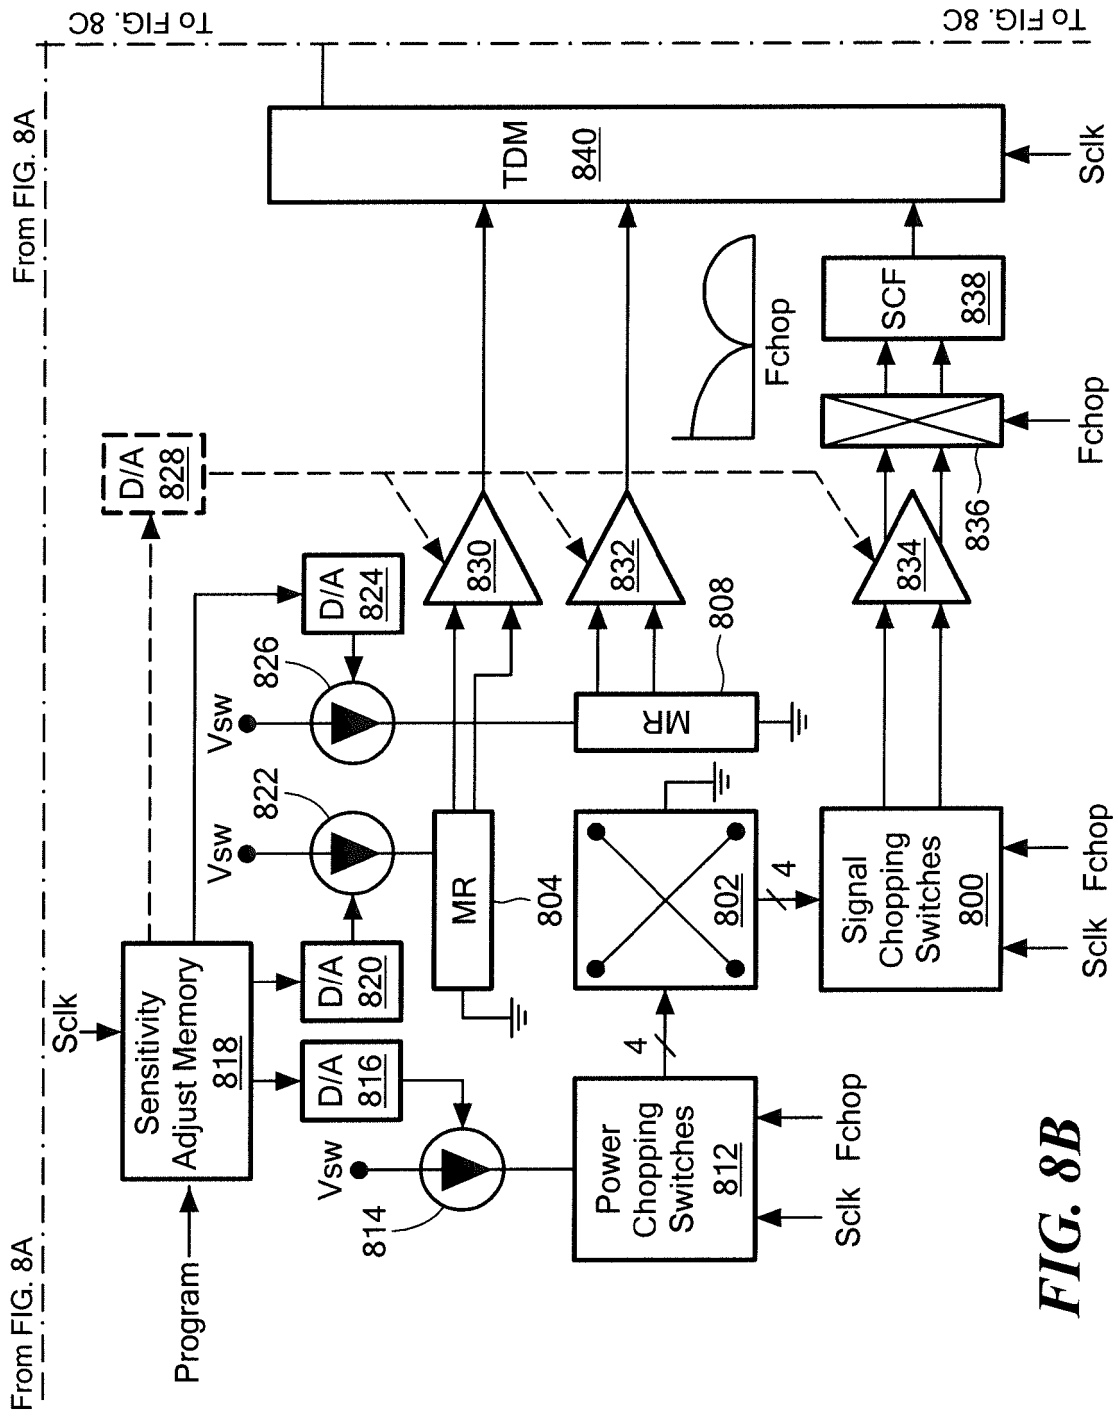 From FIG. 8A
From FIG. 8A
To FIG. 8C
To FIG. 8C
Sclk
Program
Sensitivity
Adjust Memory
818
D/A
828
D/A
816
D/A
820
D/A
824
Vsw
814
Vsw
822
Vsw
826
MR
804
MR
808
830
832
834
Power
Chopping
Switches
812
Sclk
Fchop
4
802
4
Signal
Chopping
Switches
800
Sclk
Fchop
836
Fchop
Fchop
SCF
838
TDM
840
Sclk
FIG. 8B